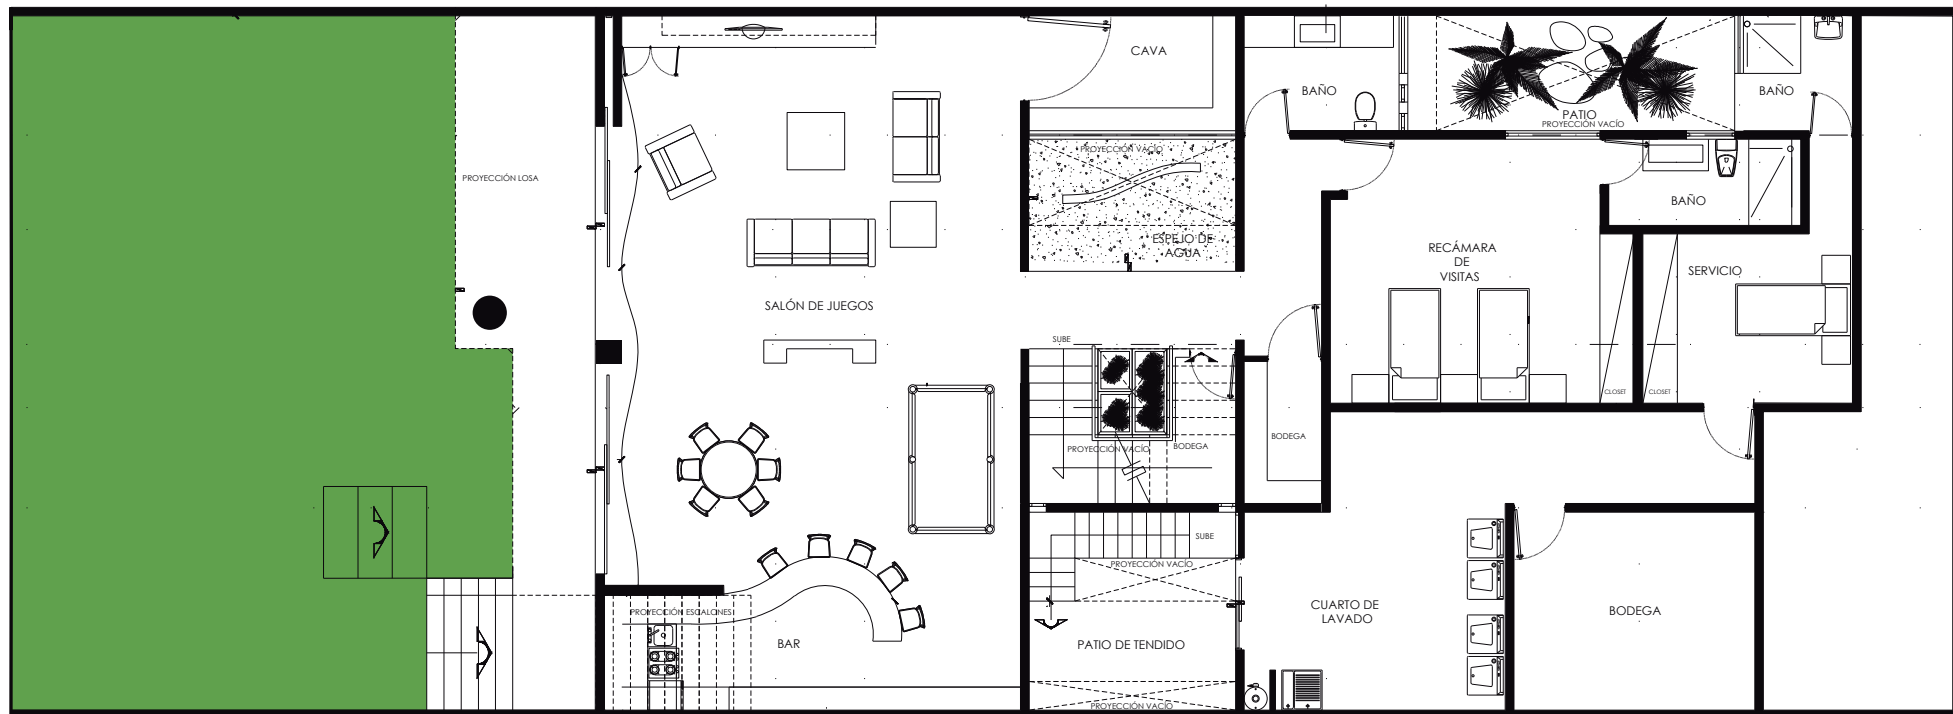 CAVA
BAÑO
PATIO
PROYECCIÓN VACÍO
BAÑO
PROYECCIÓN VACÍO
PROYECCIÓN LOSA
BAÑO
ESPEJO DE
AGUA
RECÁMARA
DE
VISITAS
SERVICIO
SALÓN DE JUEGOS
SUBE
CLOSET
CLOSET
BODEGA
PROYECCIÓN VACÍO
BODEGA
SUBE
PROYECCIÓN VACÍO
PROYECCIÓN ESCALONES
BAR
CUARTO DE
LAVADO
BODEGA
PATIO DE TENDIDO
PROYECCIÓN VACÍO